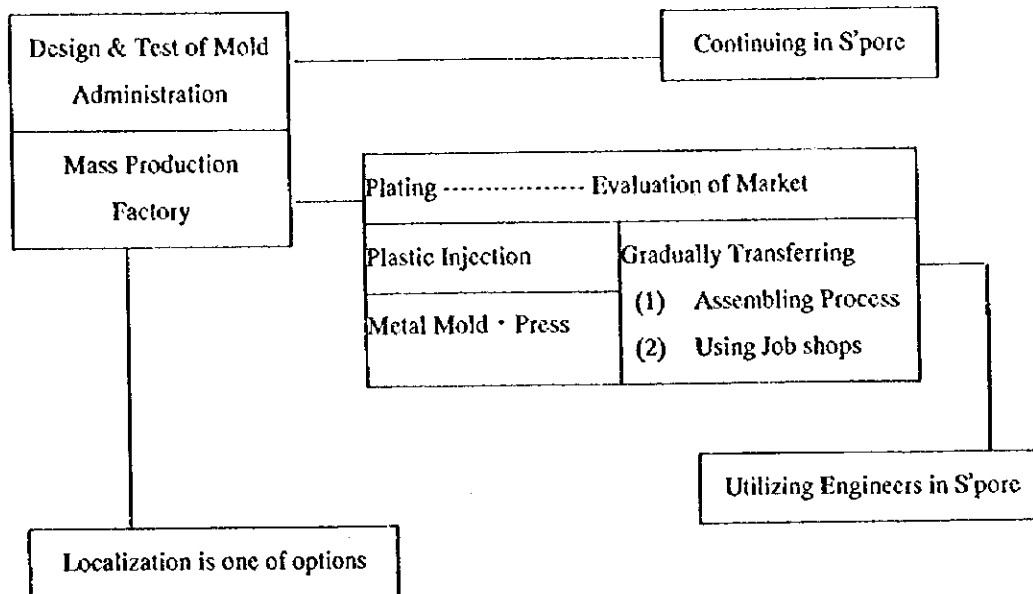 Design & Test of Mold
Administration
Continuing in S'pore
Mass Production
Factory
Plating ----------------- Evaluation of Market
Plastic Injection
Metal Mold・Press
Gradually Transferring
(1) Assembling Process
(2) Using Job shops
Utilizing Engineers in S'pore
Localization is one of options